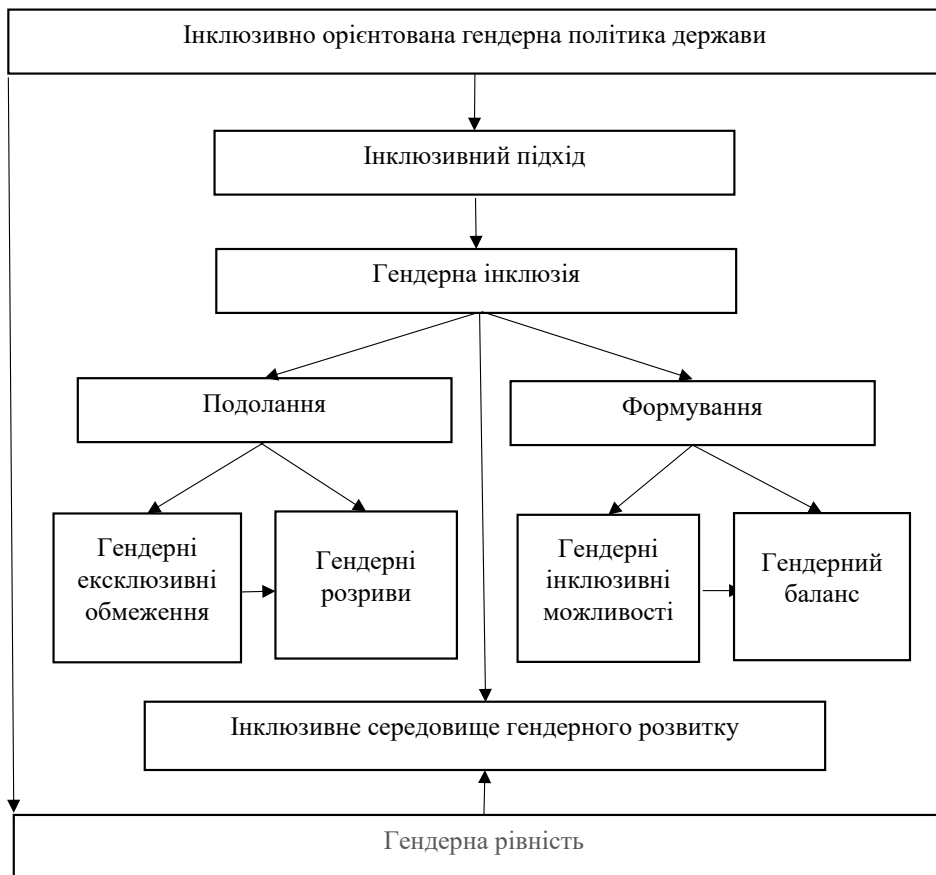 Інклюзивно орієнтована гендерна політика держави
Інклюзивний підхід
Гендерна інклюзія
Подолання
Формування
Гендерні
ексклюзивні
обмеження
Гендерні
розриви
Гендерні
інклюзивні
можливості
Гендерний
баланс
Інклюзивне середовище гендерного розвитку
Гендерна рівність